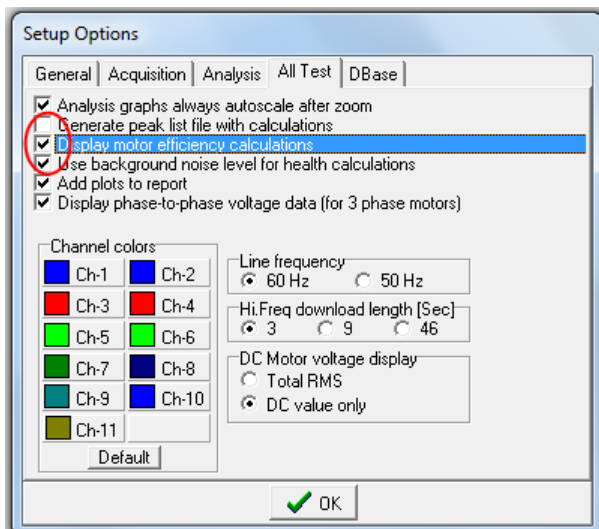 Setup Options
General Acquisition Analysis All Test DBase
Analysis graphs always autoscale after zoom
Generate peak list file with calculations
Display motor efficiency calculations
Use background noise level for health calculations
Add plots to report
Display phase-to-phase voltage data (for 3 phase motors)
Channel colors
Ch-1 Ch-2
Ch-3 Ch-4
Ch-5 Ch-6
Ch-7 Ch-8
Ch-9 Ch-10
Ch-11
Default
Line frequency
60 Hz 50 Hz
Hi.Freq download length [Sec]
3 9 46
DC Motor voltage display
Total RMS
DC value only
OK